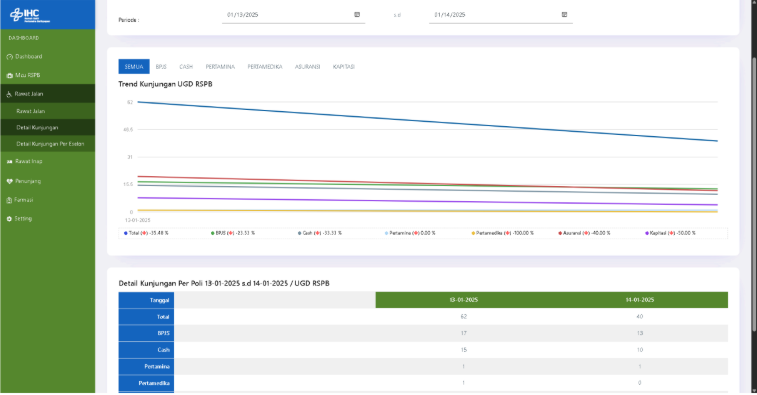 IHC
DASHBOARD
Dashboard
Mcu RSPB
Rawat Jalan
Rawat Jalan
Detail Kunjungan
Detail Kunjungan Per Eselon
Rawat Inap
Penunjang
Farmasi
Setting
Periode :
01/13/2025
s.d
01/14/2025
SEMUA BPJS CASH PERTAMINA PERTAMEDIKA ASURANSI KAPITASI
Trend Kunjungan UGD RSPB
62
46.5
31
15.5
0
13-01-2025
Total -35.48 % BPJS -23.53 % Cash -33.33 % Pertamina 0.00 % Pertamedika -100.00 % Asuransi -40.00 % Kapitasi -50.00 %
Detail Kunjungan Per Poli 13-01-2025 s.d 14-01-2025 / UGD RSPB
Tanggal 13-01-2025 14-01-2025
Total 62 40
BPJS 17 13
Cash 15 10
Pertamina 1 1
Pertamedika 1 0